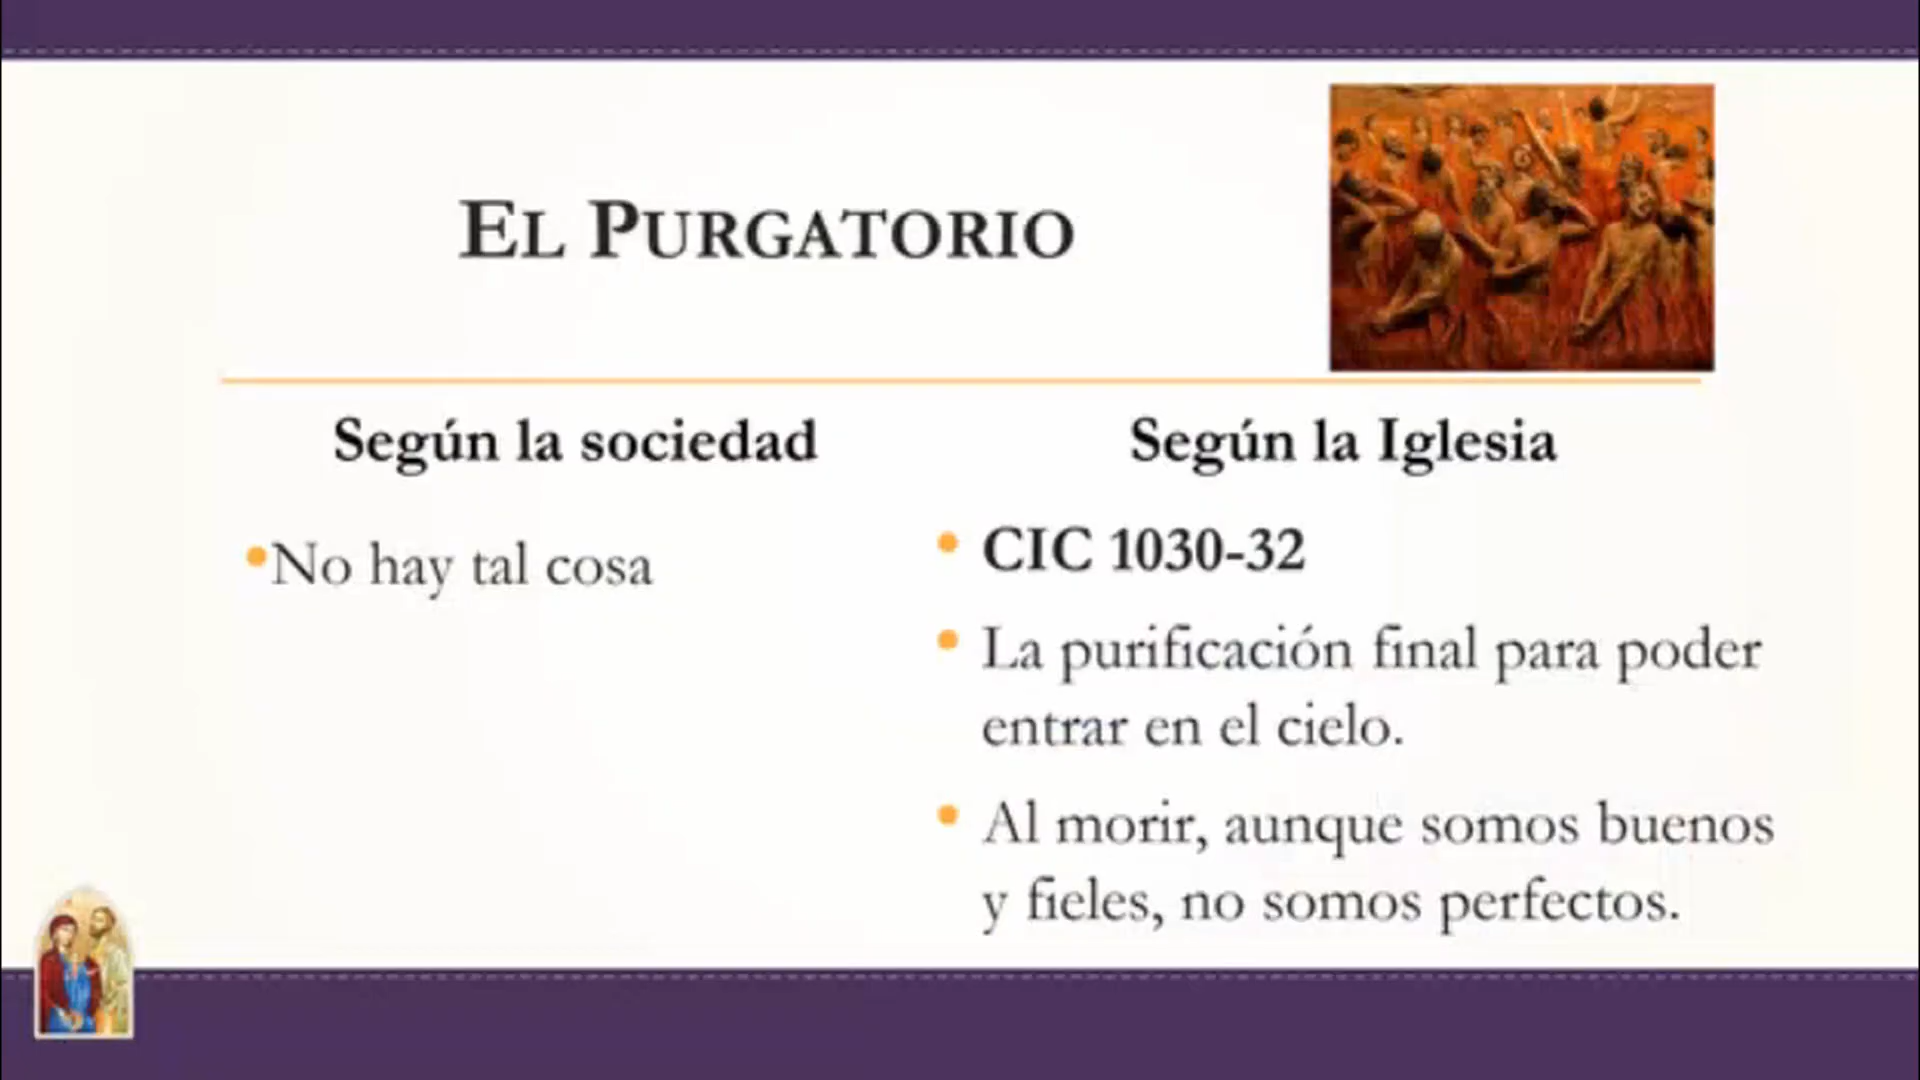 EL PURGATORIO
Según la sociedad
•No hay tal cosa
Según la Iglesia
• CIC 1030-32
• La purificación final para poder
entrar en el cielo.
• Al morir, aunque somos buenos
y fieles, no somos perfectos.